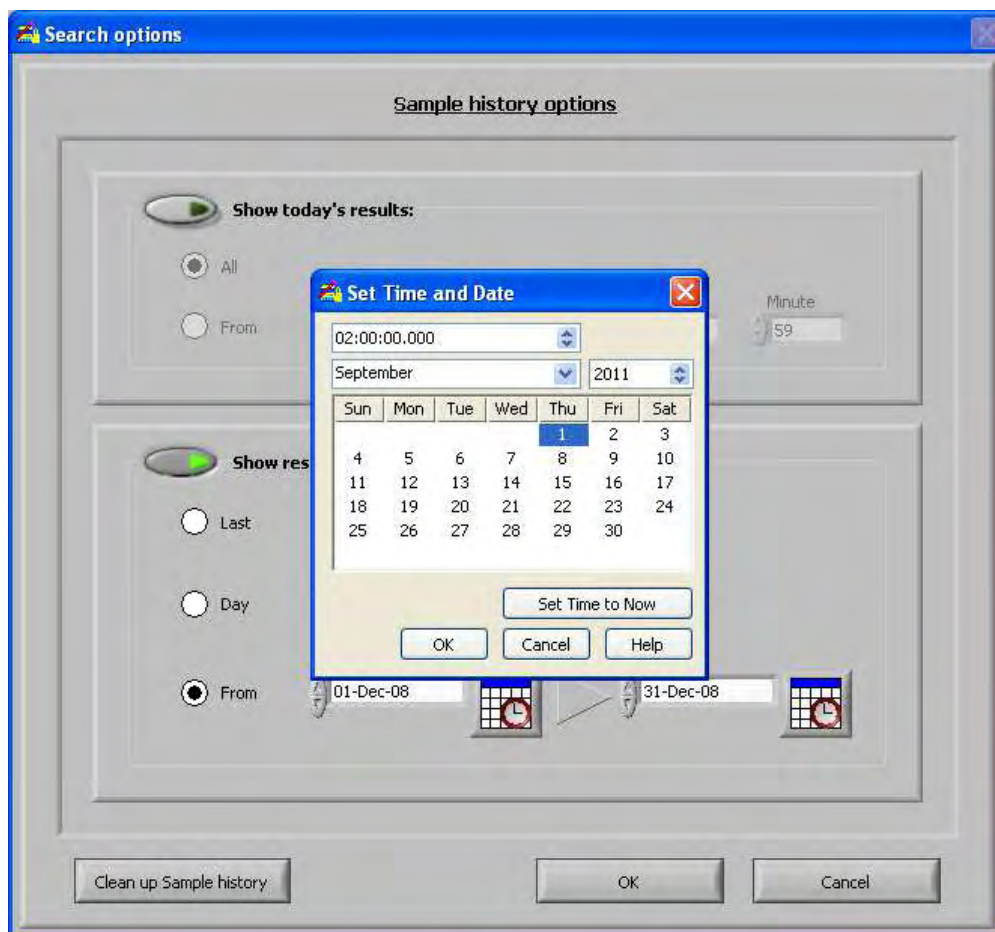 Search options
Sample history options
Show today's results:
All
From
Minute
59
Set Time and Date
02:00:00.000
September 2011
Sun Mon Tue Wed Thu Fri Sat
1 2 3
4 5 6 7 8 9 10
11 12 13 14 15 16 17
18 19 20 21 22 23 24
25 26 27 28 29 30
Set Time to Now
OK Cancel Help
Show res
Last
Day
From 01-Dec-08 31-Dec-08
Clean up Sample history OK Cancel